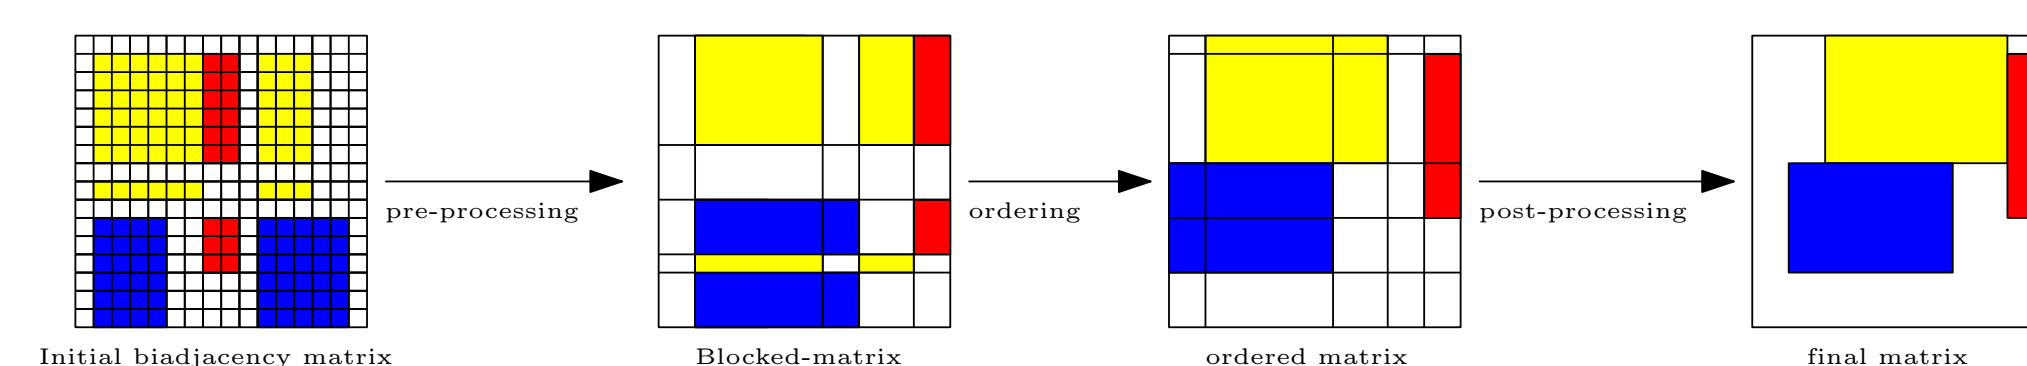 pre-processing
ordering
post-processing
Initial biadjacency matrix
Blocked-matrix
ordered matrix
final matrix